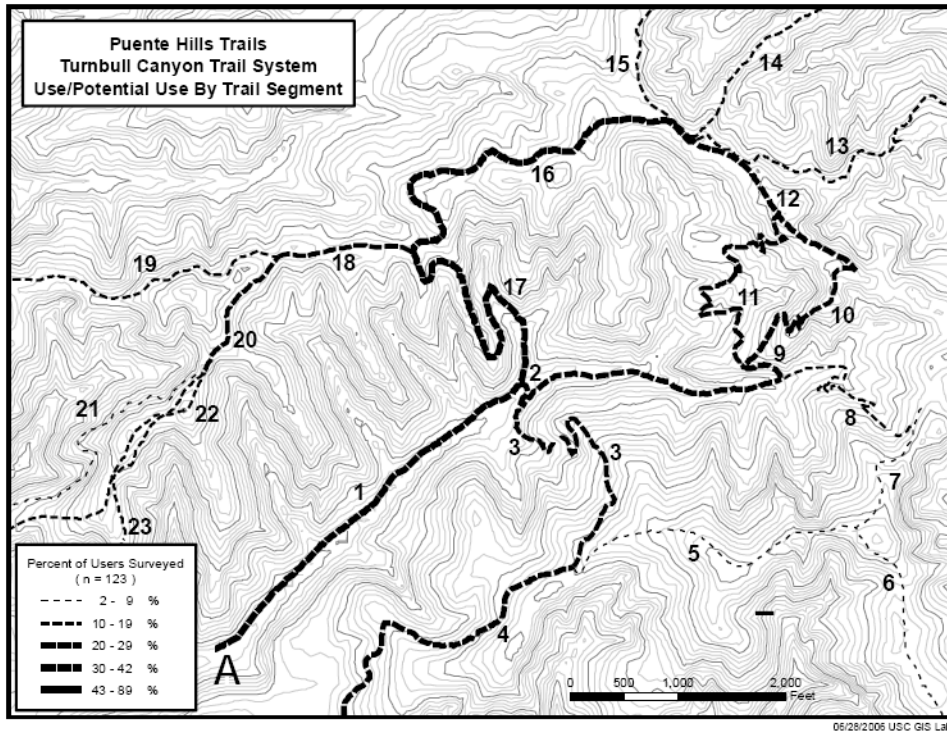 Puente Hills Trails
Turnbull Canyon Trail System
Use/Potential Use By Trail Segment
15
14
13
16
12
19
18
17
11
10
20
9
2
21
22
8
3
3
7
1
23
5
6
4
A
Percent of Users Surveyed
( n = 123 )
2 - 9 %
10 - 19 %
20 - 29 %
30 - 42 %
43 - 89 %
0 500 1,000 2,000
Feet
06/28/2006 USC GIS Lab